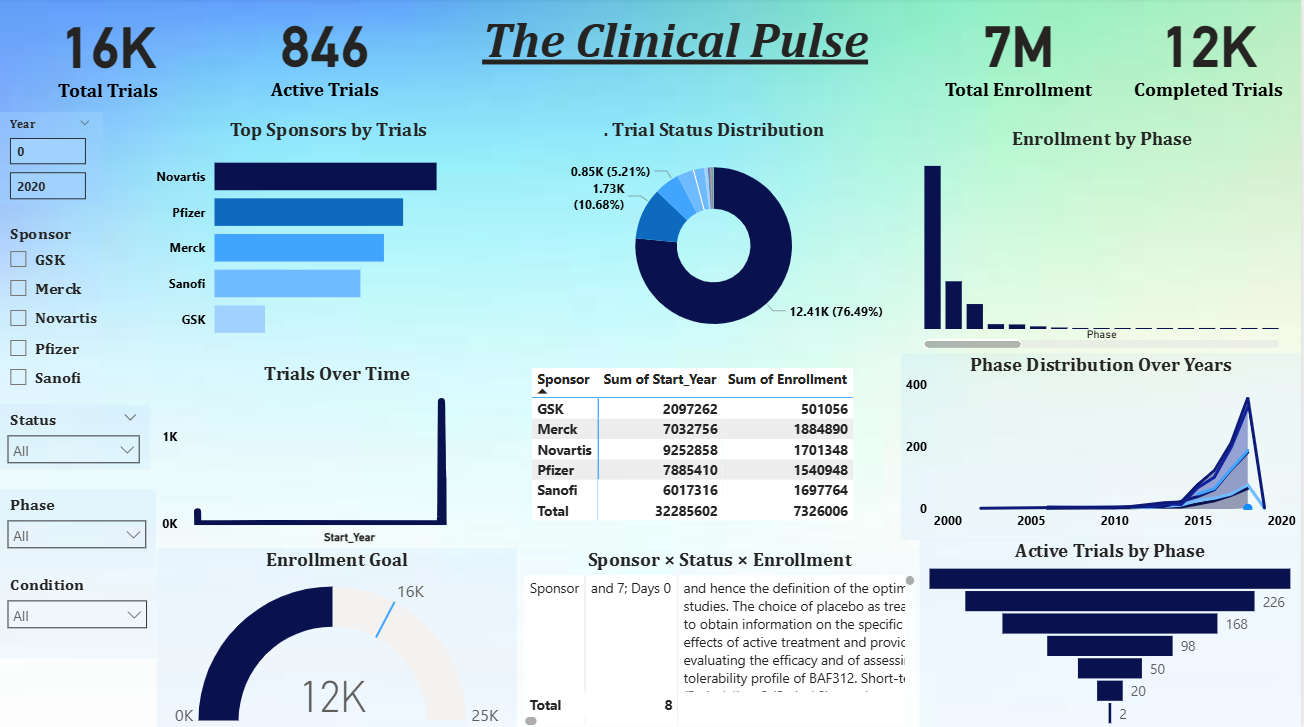 The Clinical Pulse
16K
Total Trials
846
Active Trials
7M
Total Enrollment
12K
Completed Trials
Year
0
2020
Sponsor
GSK
Merck
Novartis
Pfizer
Sanofi
Status
All
Phase
All
Condition
All
Top Sponsors by Trials
Novartis
Pfizer
Merck
Sanofi
GSK
. Trial Status Distribution
0.85K (5.21%)
1.73K
(10.68%)
12.41K (76.49%)
Enrollment by Phase
Phase
Trials Over Time
1K
0K
Start_Year
Sponsor Sum of Start_Year Sum of Enrollment
GSK 2097262 501056
Merck 7032756 1884890
Novartis 9252858 1701348
Pfizer 7885410 1540948
Sanofi 6017316 1697764
Total 32285602 7326006
Phase Distribution Over Years
400
200
0
2000 2005 2010 2015 2020
Enrollment Goal
16K
12K
0K
25K
Sponsor × Status × Enrollment
Sponsor and 7; Days 0 and hence the definition of the optim
studies. The choice of placebo as trea
to obtain information on the specific
effects of active treatment and provid
evaluating the efficacy and of assessi
tolerability profile of BAF312. Short-te
Total 8
Active Trials by Phase
226
168
98
50
20
2